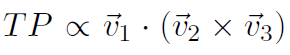 TP ∝ v⃗₁ · (v⃗₂ × v⃗₃)